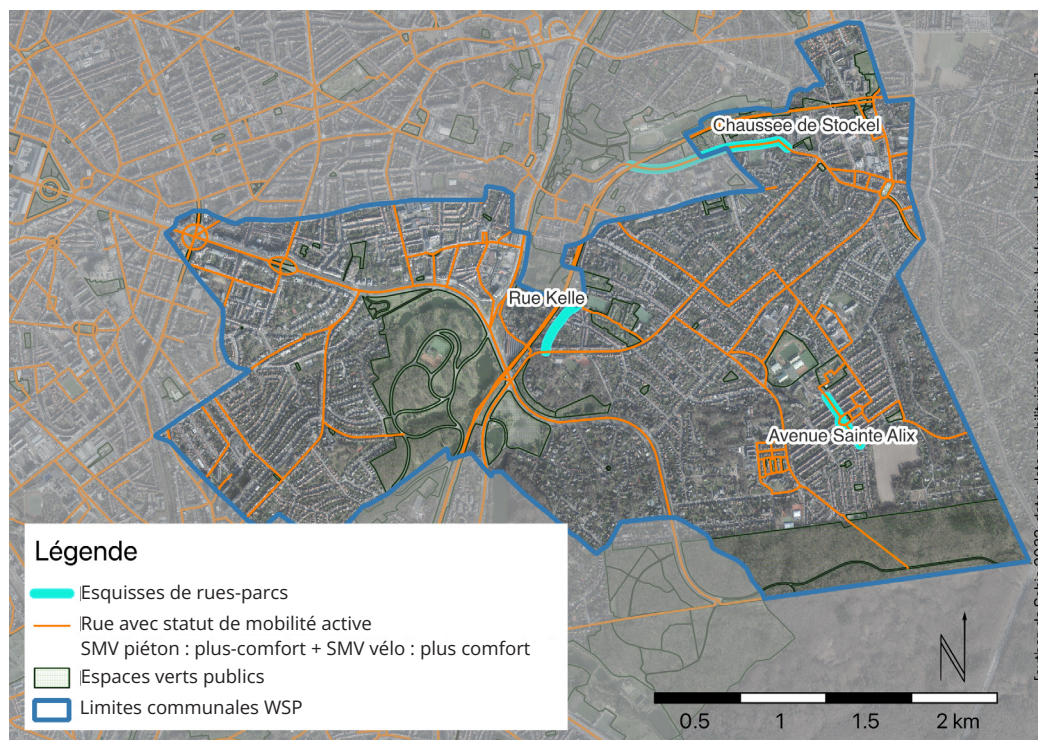 Chaussee de Stockel
Rue Kelle
Avenue Sainte Alix
Légende
Esquisses de rues-parcs
Rue avec statut de mobilité active
SMV piéton : plus-comfort + SMV vélo : plus comfort
Espaces verts publics
Limites communales WSP
N
0.5 1 1.5 2 km